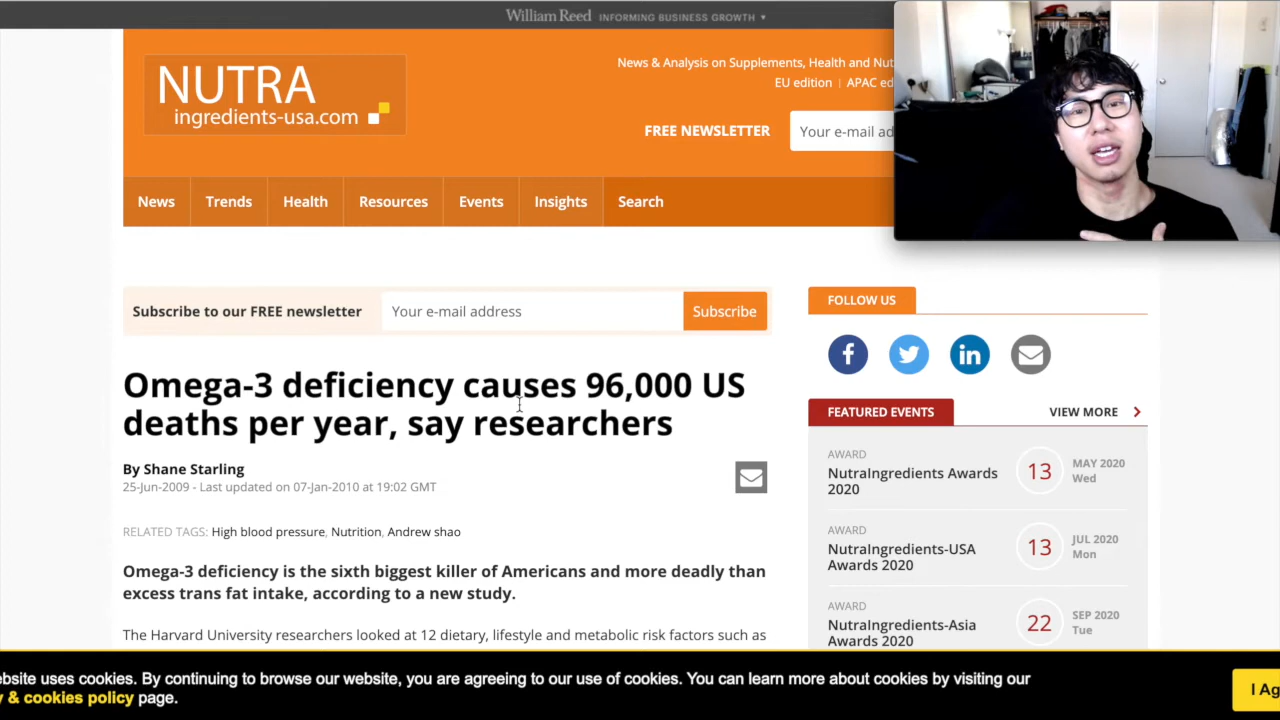 William Reed INFORMING BUSINESS GROWTH ▾
NUTRA
ingredients-usa.com
News & Analysis on Supplements, Health and
EU edition | APAC
FREE NEWSLETTER
Your e-mail
News
Trends
Health
Resources
Events
Insights
Search
Subscribe to our FREE newsletter
Your e-mail address
Subscribe
Omega-3 deficiency causes 96,000 US
deaths per year, say researchers
By Shane Starling
25-Jun-2009 - Last updated on 07-Jan-2010 at 19:02 GMT
RELATED TAGS: High blood pressure, Nutrition, Andrew shao
Omega-3 deficiency is the sixth biggest killer of Americans and more deadly than
excess trans fat intake, according to a new study.
The Harvard University researchers looked at 12 dietary, lifestyle and metabolic risk factors such as
FOLLOW US
f
in
FEATURED EVENTS
VIEW MORE
AWARD
NutraIngredients Awards
2020
13
MAY 2020
Wed
AWARD
NutraIngredients-USA
Awards 2020
13
JUL 2020
Mon
AWARD
NutraIngredients-Asia
Awards 2020
22
SEP 2020
Tue
uses cookies. By continuing to browse our website, you are agreeing to our use of cookies. You can learn more about cookies by visiting our
& cookies policy page.
I